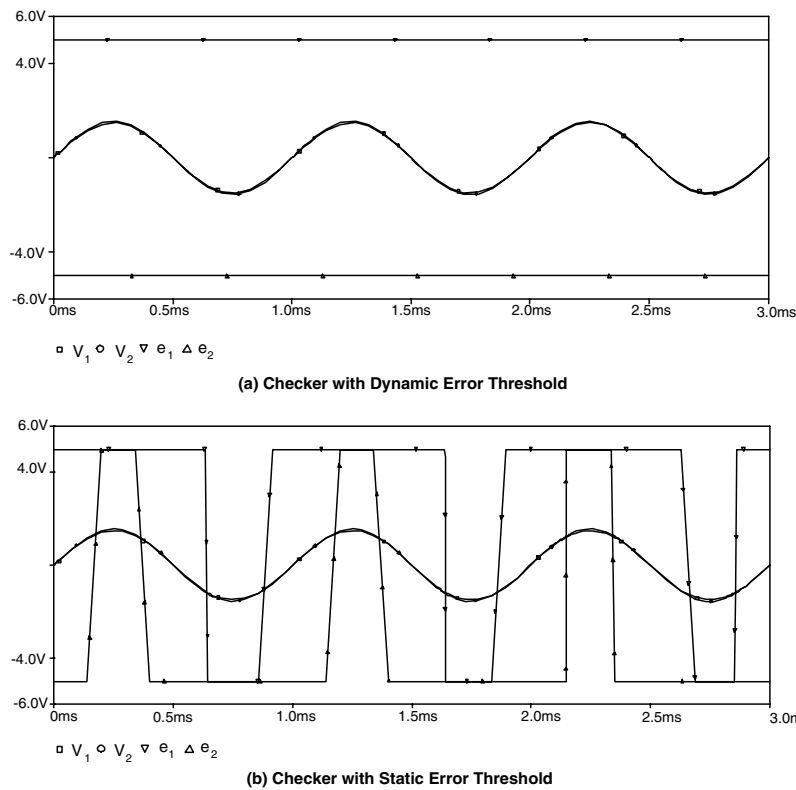 6.0V
4.0V
-4.0V
-6.0V
0ms 0.5ms 1.0ms 1.5ms 2.0ms 2.5ms 3.0ms
V1 V2 e1 e2
(a) Checker with Dynamic Error Threshold
6.0V
4.0V
-4.0V
-6.0V
0ms 0.5ms 1.0ms 1.5ms 2.0ms 2.5ms 3.0m
V1 V2 e1 e2
(b) Checker with Static Error Threshold